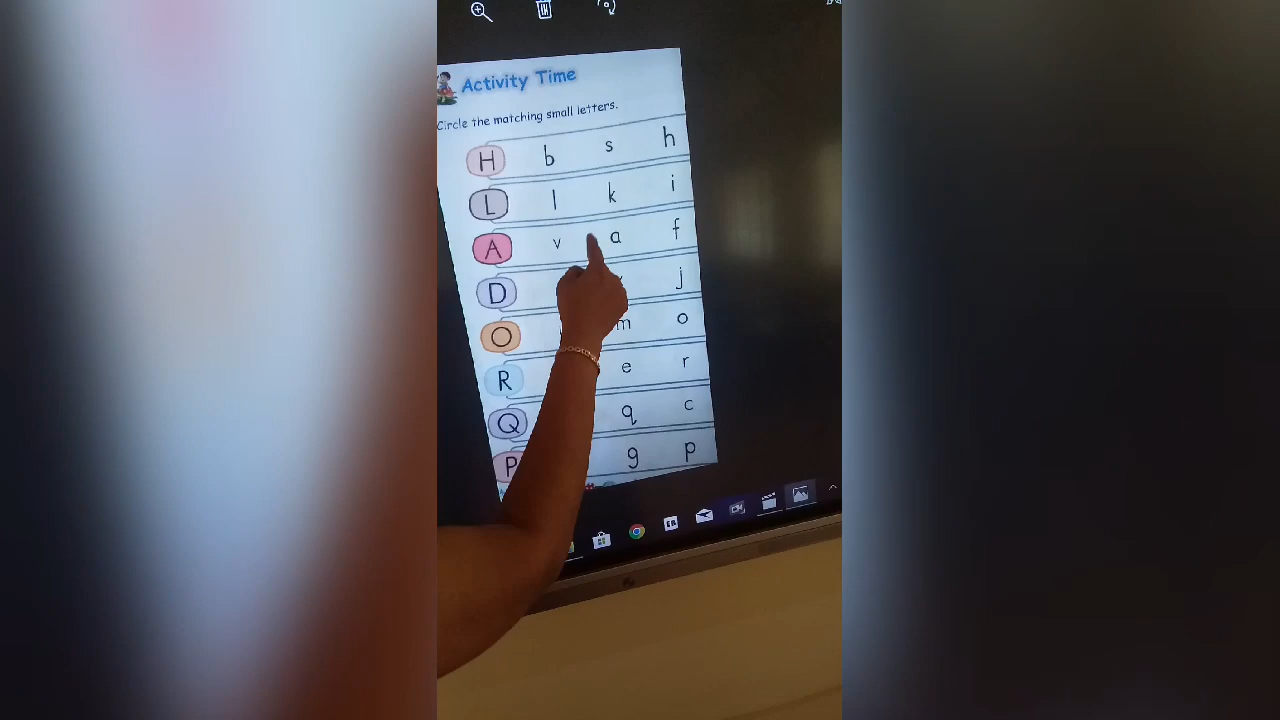 Activity Time
Circle the matching small letters.
H b s h
L l k i
A v a f
D j
O m o
R e r
Q q c
P g p